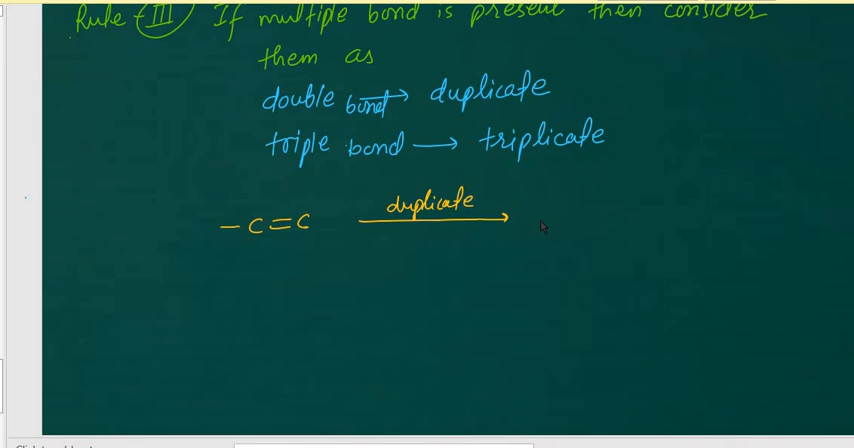 Rule-(III) If multiple bond is present then consider
them as
double bond → duplicate
triple bond → triplicate
duplicate
-C=C ⟶